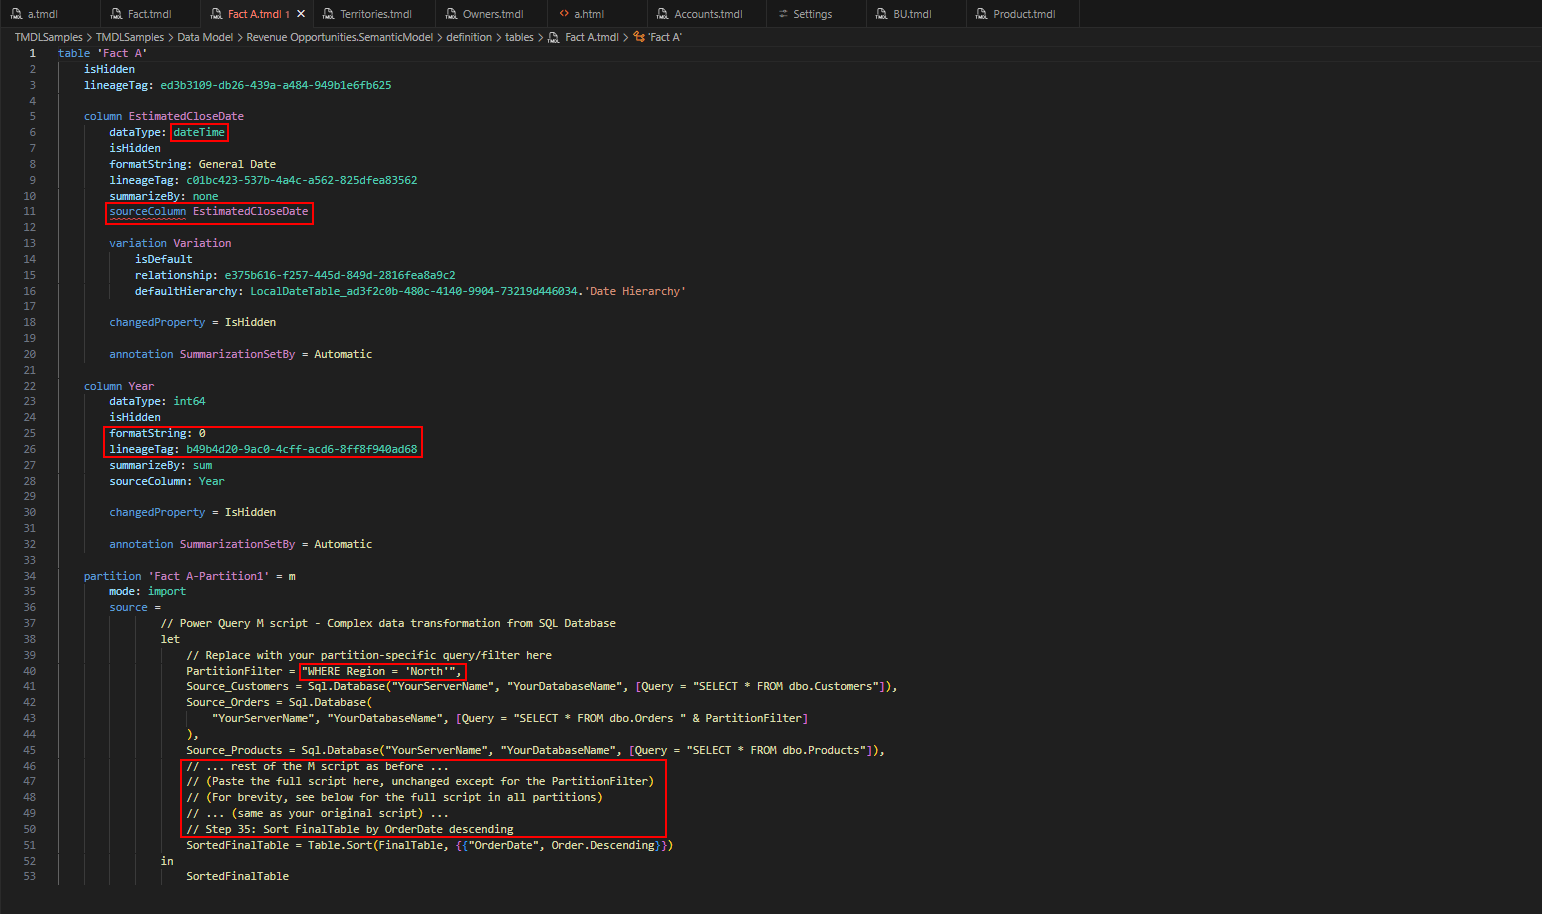 a.tmdl Fact.tmdl Fact A.tmdl 1 Territories.tmdl Owners.tmdl a.html Accounts.tmdl Settings BU.tmdl Product.tmdl
TMDLSamples > TMDLSamples > Data Model > Revenue Opportunities.SemanticModel > definition > tables > Fact A.tmdl > 'Fact A'
1 table 'Fact A'
2 isHidden
3 lineageTag: ed3b3109-db26-439a-a484-949b1e6fb625
4
5 column EstimatedCloseDate
6 dataType: dateTime
7 isHidden
8 formatString: General Date
9 lineageTag: c01bc423-537b-4a4c-a562-825dfea83562
10 summarizeBy: none
11 sourceColumn EstimatedCloseDate
12
13 variation Variation
14 isDefault
15 relationship: e375b616-f257-445d-849d-2816fea8a9c2
16 defaultHierarchy: LocalDateTable_ad3f2c0b-480c-4140-9904-73219d446034.'Date Hierarchy'
17
18 changedProperty = IsHidden
19
20 annotation SummarizationSetBy = Automatic
21
22 column Year
23 dataType: int64
24 isHidden
25 formatString: 0
26 lineageTag: b49b4d20-9ac0-4cff-acd6-8ff8f940ad68
27 summarizeBy: sum
28 sourceColumn: Year
29
30 changedProperty = IsHidden
31
32 annotation SummarizationSetBy = Automatic
33
34 partition 'Fact A-Partition1' = m
35 mode: import
36 source =
37 // Power Query M script - Complex data transformation from SQL Database
38 let
39 // Replace with your partition-specific query/filter here
40 PartitionFilter = "WHERE Region = 'North'",
41 Source_Customers = Sql.Database("YourServerName", "YourDatabaseName", [Query = "SELECT * FROM dbo.Customers"]),
42 Source_Orders = Sql.Database(
43 "YourServerName", "YourDatabaseName", [Query = "SELECT * FROM dbo.Orders " & PartitionFilter]
44 ),
45 Source_Products = Sql.Database("YourServerName", "YourDatabaseName", [Query = "SELECT * FROM dbo.Products"]),
46 // ... rest of the M script as before ...
47 // (Paste the full script here, unchanged except for the PartitionFilter)
48 // (For brevity, see below for the full script in all partitions)
49 // ... (same as your original script) ...
50 // Step 35: Sort FinalTable by OrderDate descending
51 SortedFinalTable = Table.Sort(FinalTable, {{"OrderDate", Order.Descending}})
52 in
53 SortedFinalTable